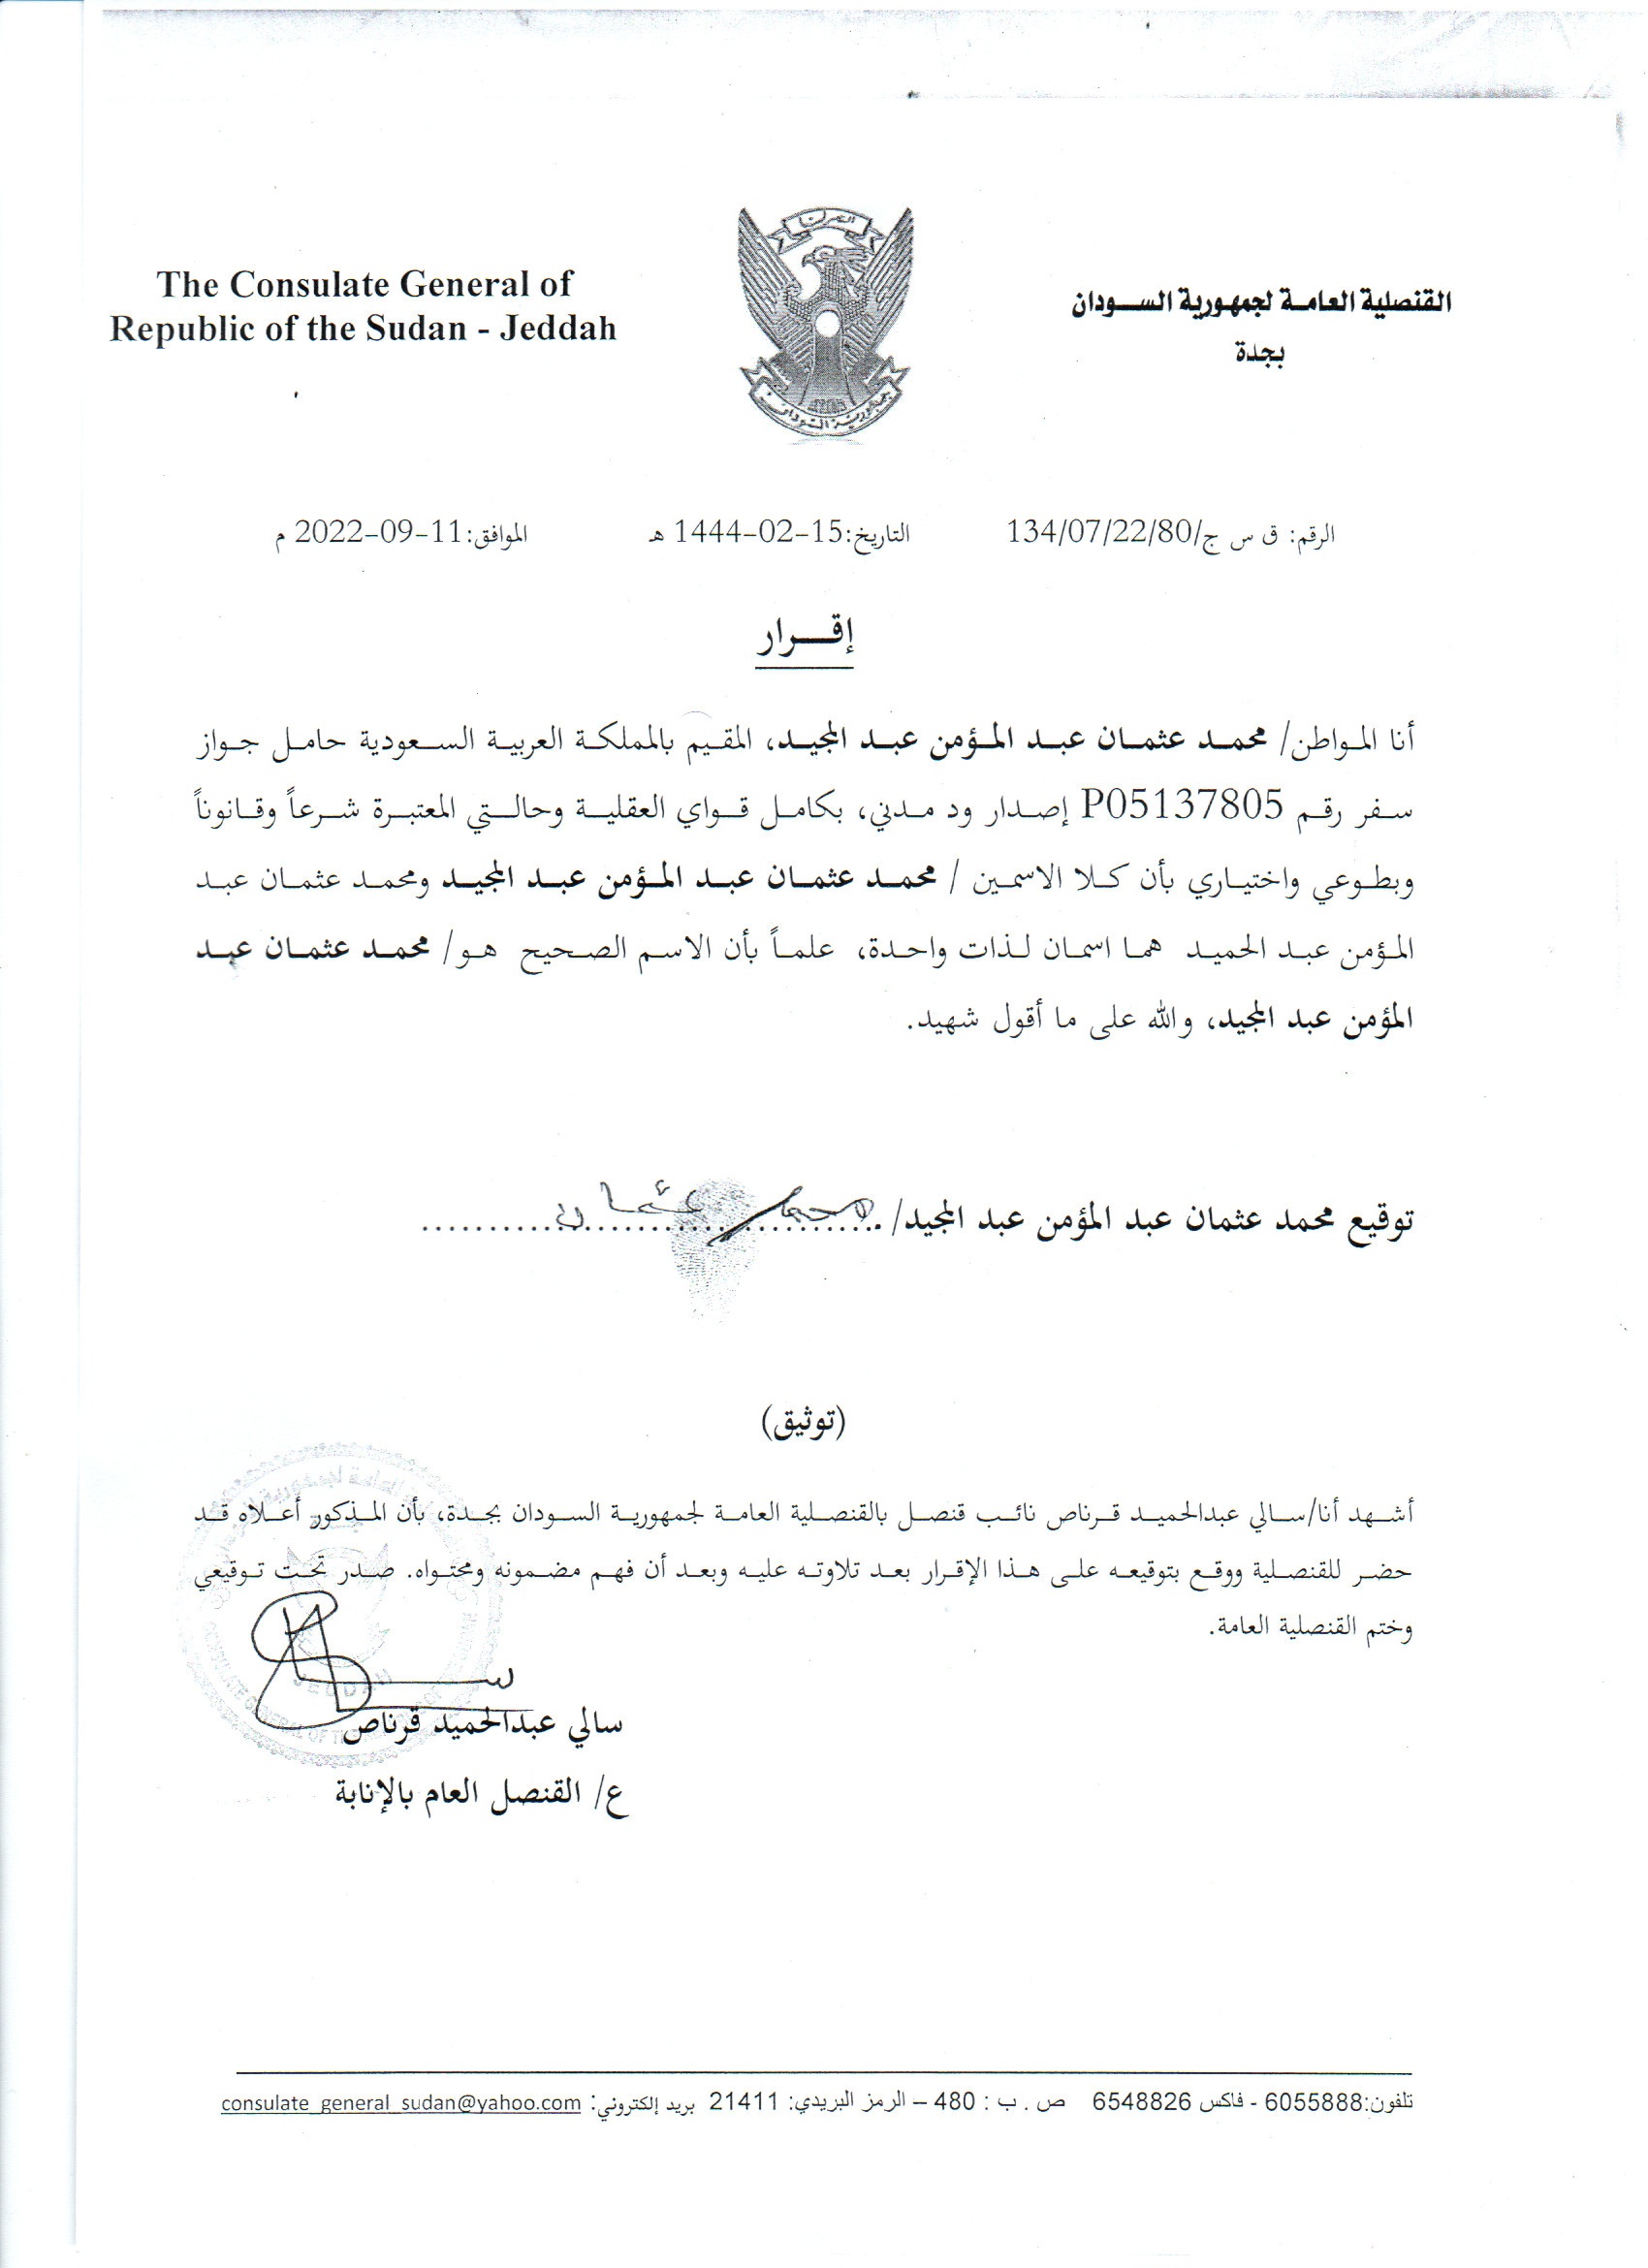 The Consulate General of
Republic of the Sudan - Jeddah
القنصلية العامة لجمهورية السودان
بجدة
النصر لنا
جمهورية السودان
الرقم: ق س ج/134/07/22/80 التاريخ:15-02-1444 هـ الموافق:11-09-2022 م
إقرار
أنا المواطن/ محمد عثمان عبد المؤمن عبد المجيد، المقيم بالمملكة العربية السعودية حامل جواز
سفر رقم P05137805 إصدار ود مدني، بكامل قواي العقلية وحالتي المعتبرة شرعاً وقانوناً
وبطوعي واختياري بأن كلا الاسمين / محمد عثمان عبد المؤمن عبد المجيد ومحمد عثمان عبد
المؤمن عبد الحميد هما اسمان لذات واحدة، علماً بأن الاسم الصحيح هو/ محمد عثمان عبد
المؤمن عبد المجيد، والله على ما أقول شهيد.
توقيع محمد عثمان عبد المؤمن عبد المجيد/ محمد عثمان
(توثيق)
أشهد أنا/سالي عبدالحميد قرناص نائب قنصل بالقنصلية العامة لجمهورية السودان بجدة، بأن المذكور أعلاه قد
حضر للقنصلية ووقع بتوقيعه على هذا الإقرار بعد تلاوته عليه وبعد أن فهم مضمونه ومحتواه. صدر تحت توقيعي
وختم القنصلية العامة.
JEDDAH
CONSULATE GENERAL OF
سالي عبدالحميد قرناص
ع/ القنصل العام بالإنابة
تلفون:6055888 - فاكس 6548826 ص . ب : 480 – الرمز البريدي: 21411 بريد إلكتروني: consulate_general_sudan@yahoo.com